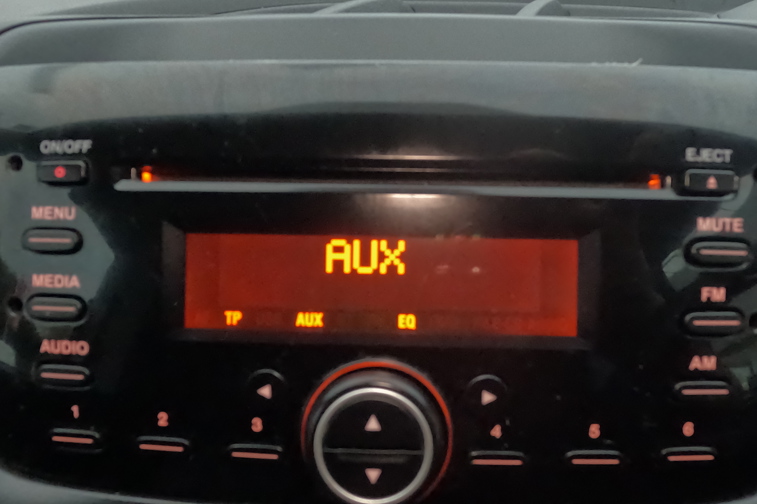 ON/OFF
EJECT
MENU
MUTE
AUX
MEDIA
FM
TP AUX EQ
AUDIO
AM
1 2 3 4 5 6